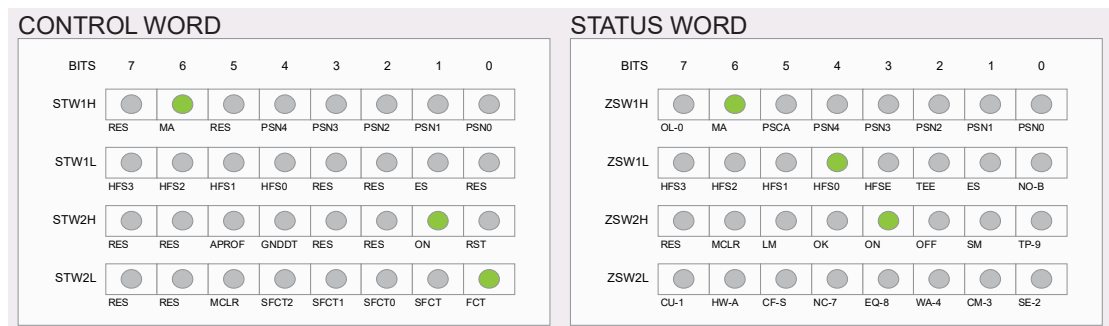 CONTROL WORD
BITS 7 6 5 4 3 2 1 0
STW1H
RES MA RES PSN4 PSN3 PSN2 PSN1 PSN0
STW1L
HFS3 HFS2 HFS1 HFS0 RES RES ES RES
STW2H
RES RES APROF GNDDT RES RES ON RST
STW2L
RES RES MCLR SFCT2 SFCT1 SFCT0 SFCT FCT
STATUS WORD
BITS 7 6 5 4 3 2 1 0
ZSW1H
OL-0 MA PSCA PSN4 PSN3 PSN2 PSN1 PSN0
ZSW1L
HFS3 HFS2 HFS1 HFS0 HFSE TEE ES NO-B
ZSW2H
RES MCLR LM OK ON OFF SM TP-9
ZSW2L
CU-1 HW-A CF-S NC-7 EQ-8 WA-4 CM-3 SE-2